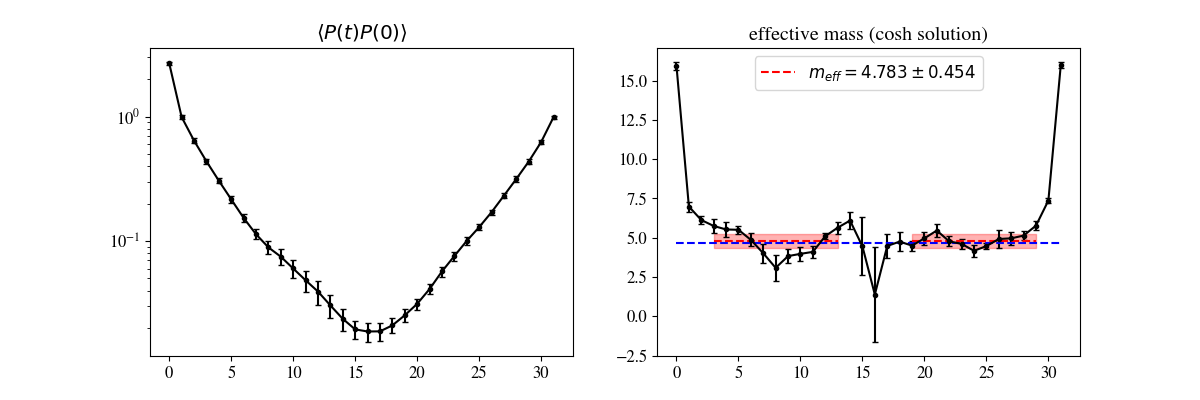 ⟨P(t)P(0)⟩
10⁰
10⁻¹
0 5 10 15 20 25 30
effective mass (cosh solution)
m_eff = 4.783 ± 0.454
15.0
12.5
10.0
7.5
5.0
2.5
0.0
−2.5
0 5 10 15 20 25 30